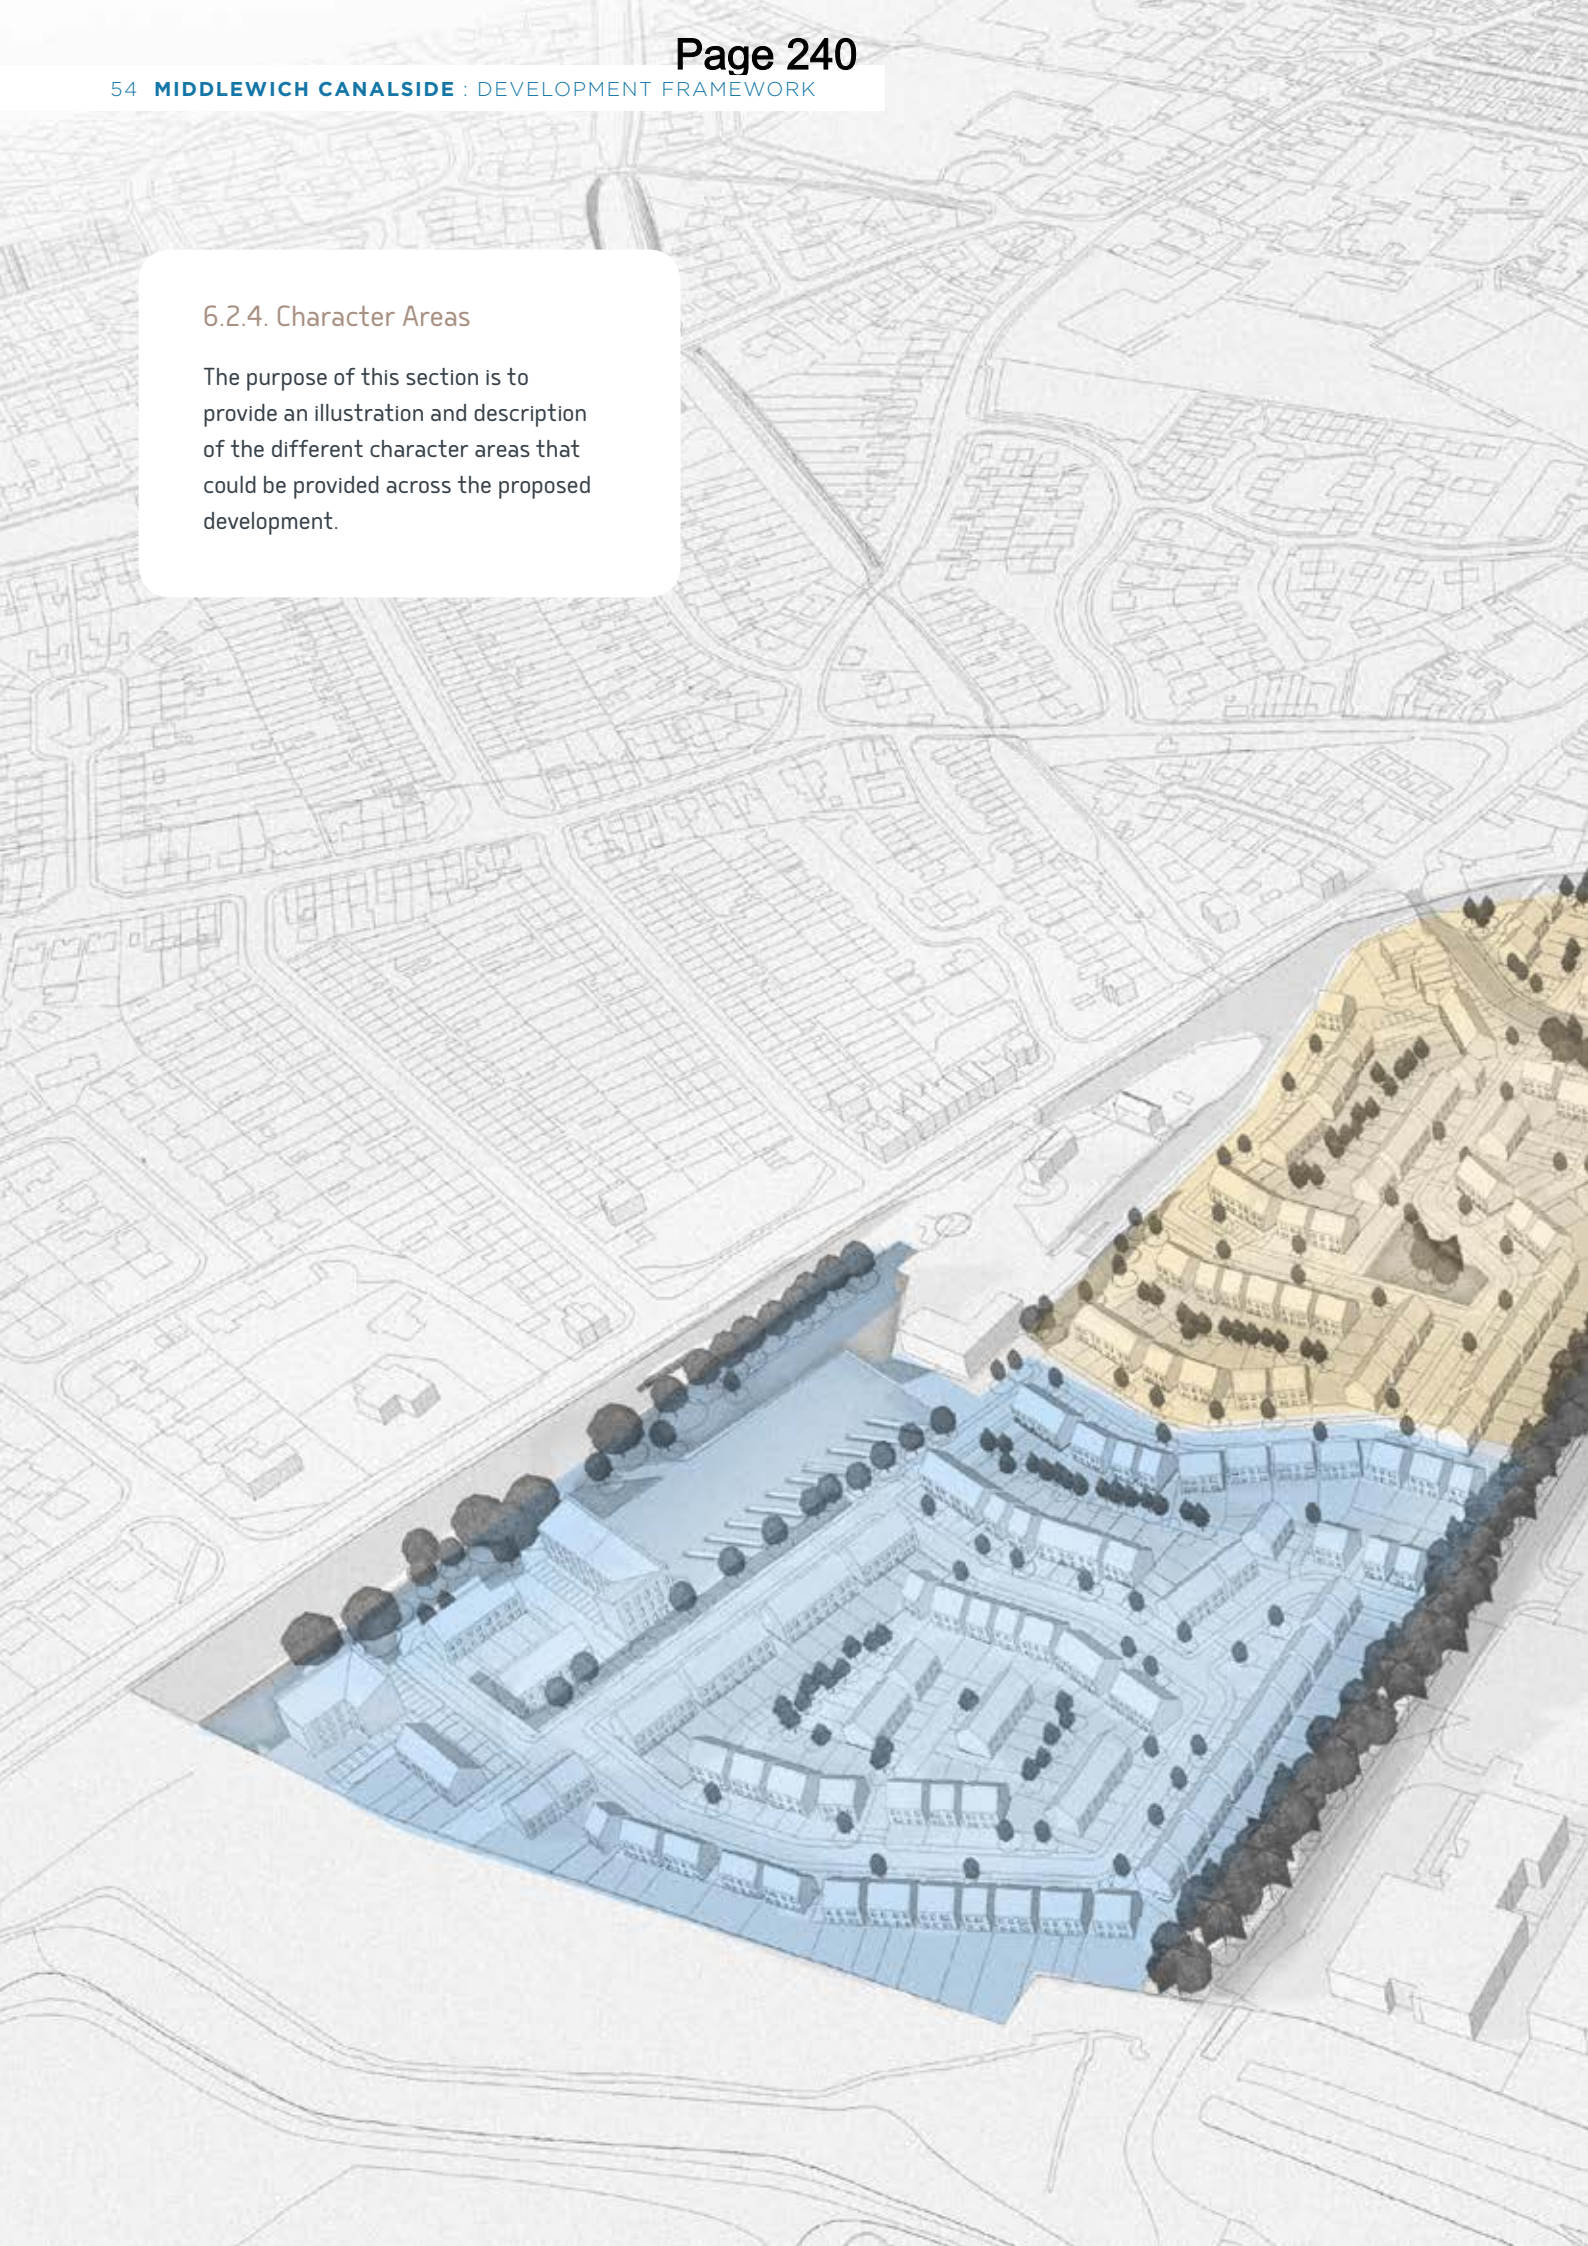 Page 240
54 MIDDLEWICH CANALSIDE : DEVELOPMENT FRAMEWORK
6.2.4. Character Areas
The purpose of this section is to
provide an illustration and description
of the different character areas that
could be provided across the proposed
development.